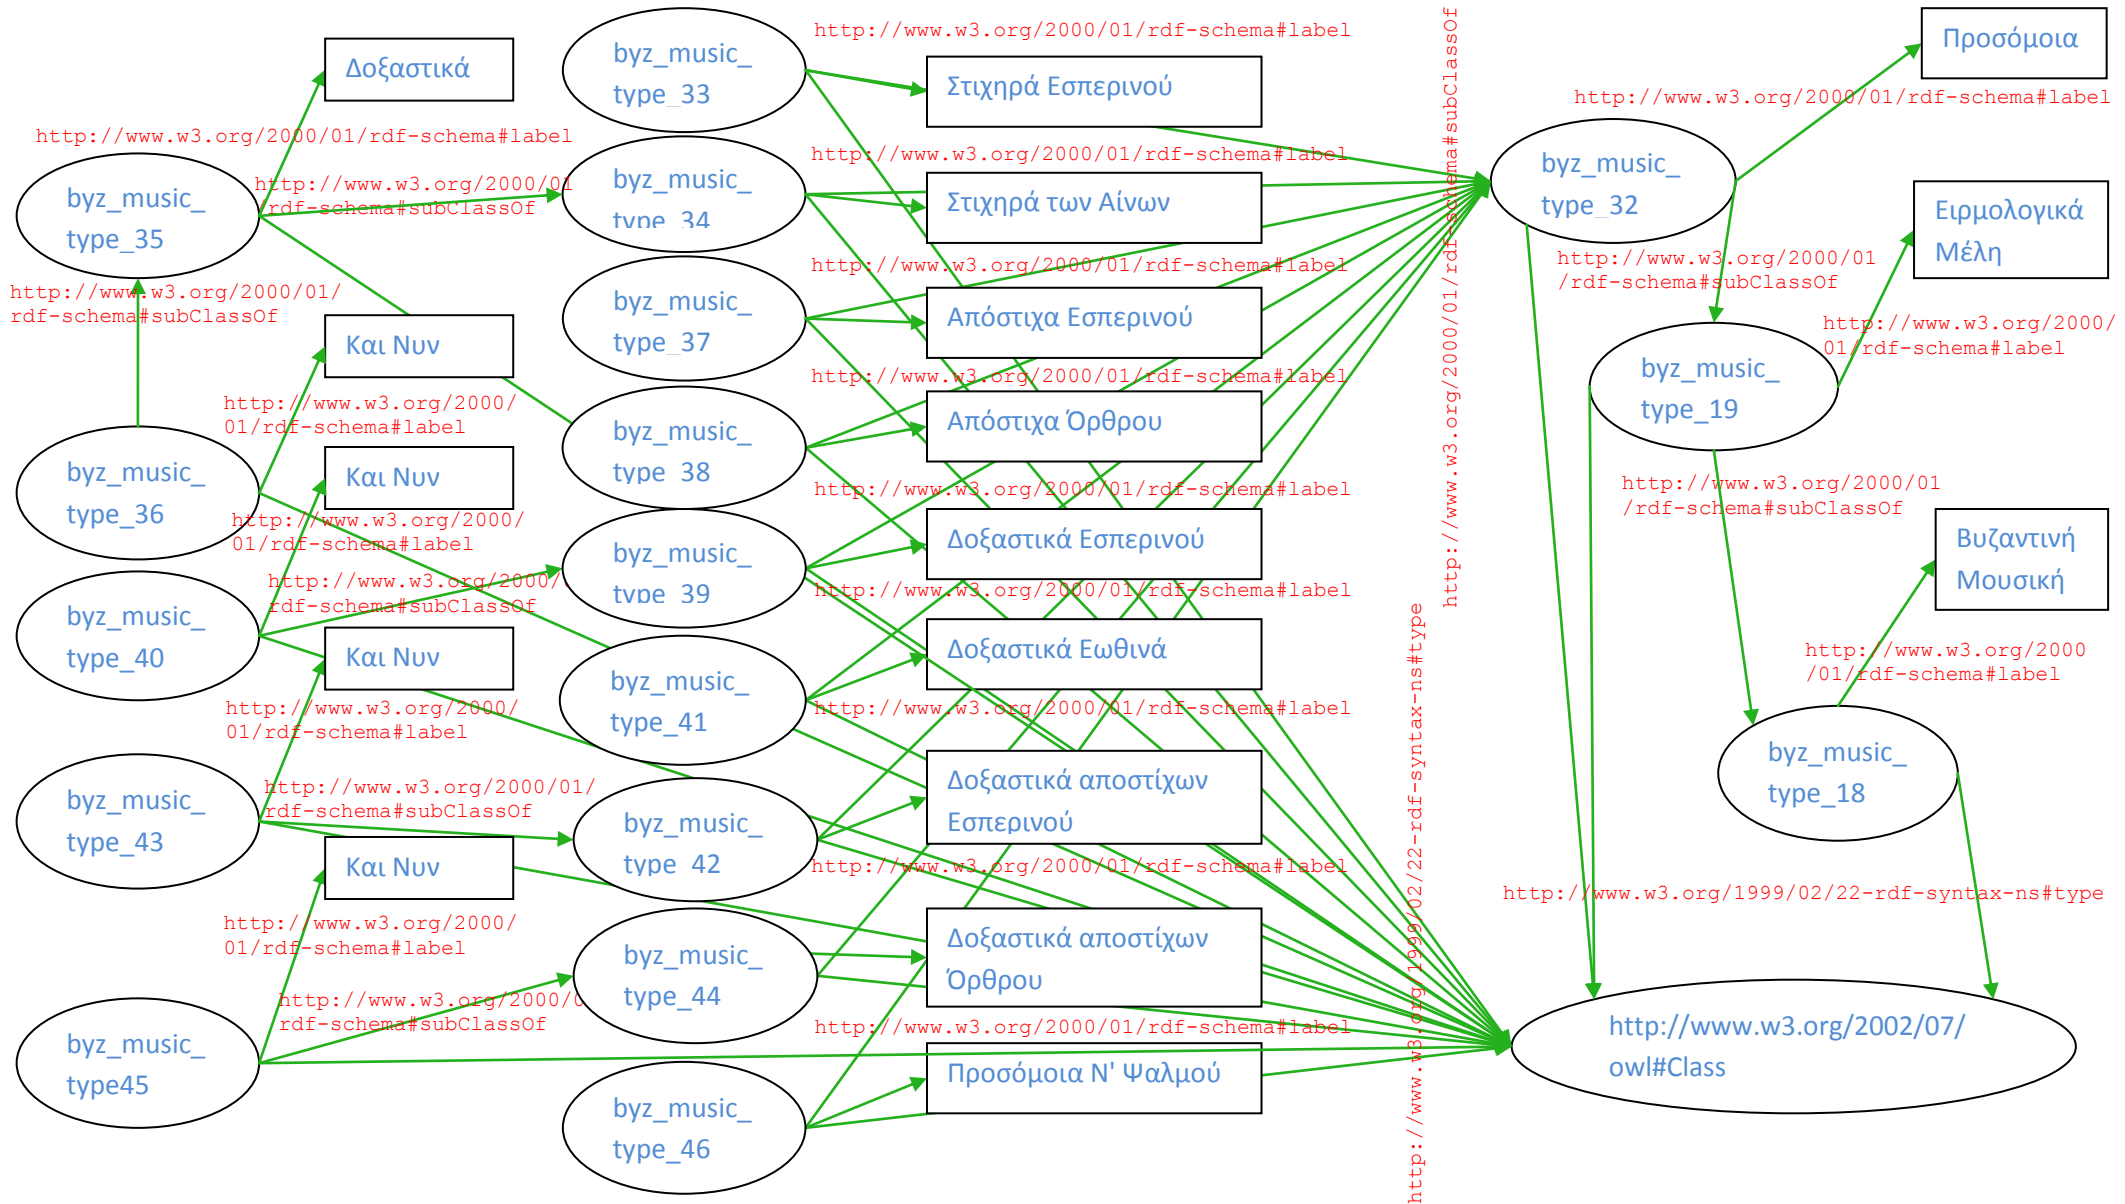 Δοξαστικά
http://www.w3.org/2000/01/rdf-schema#label
byz_music_
type_35
http://www.w3.org/2000/01
/rdf-schema#subClassOf
http://www.w3.org/2000/01/
rdf-schema#subClassOf
Και Νυν
http://www.w3.org/2000/
01/rdf-schema#label
byz_music_
type_36
Και Νυν
http://www.w3.org/2000/
01/rdf-schema#label
http://www.w3.org/2000/
rdf-schema#subClassOf
byz_music_
type_40
Και Νυν
http://www.w3.org/2000/
01/rdf-schema#label
byz_music_
type_43
http://www.w3.org/2000/01/
rdf-schema#subClassOf
Και Νυν
http://www.w3.org/2000/
01/rdf-schema#label
http://www.w3.org/2000/0
rdf-schema#subClassOf
byz_music_
type45
byz_music_
type_33
byz_music_
type_34
byz_music_
type_37
byz_music_
type_38
byz_music_
type_39
byz_music_
type_41
byz_music_
type_42
byz_music_
type_44
byz_music_
type_46
http://www.w3.org/2000/01/rdf-schema#label
Στιχηρά Εσπερινού
http://www.w3.org/2000/01/rdf-schema#label
Στιχηρά των Αίνων
http://www.w3.org/2000/01/rdf-schema#label
Απόστιχα Εσπερινού
http://www.w3.org/2000/01/rdf-schema#label
Απόστιχα Όρθρου
http://www.w3.org/2000/01/rdf-schema#label
Δοξαστικά Εσπερινού
http://www.w3.org/2000/01/rdf-schema#label
Δοξαστικά Εωθινά
http://www.w3.org/2000/01/rdf-schema#label
Δοξαστικά αποστίχων
Εσπερινού
http://www.w3.org/2000/01/rdf-schema#label
Δοξαστικά αποστίχων
Όρθρου
http://www.w3.org/2000/01/rdf-schema#label
Προσόμοια Ν' Ψαλμού
http://www.w3.org/2000/01/rdf-schema#subClassOf
http://www.w3.org/1999/02/22-rdf-syntax-ns#type
Προσόμοια
http://www.w3.org/2000/01/rdf-schema#label
byz_music_
type_32
Ειρμολογικά
Μέλη
http://www.w3.org/2000/01
/rdf-schema#subClassOf
http://www.w3.org/2000/
01/rdf-schema#label
byz_music_
type_19
http://www.w3.org/2000/01
/rdf-schema#subClassOf
Βυζαντινή
Μουσική
http://www.w3.org/2000
/01/rdf-schema#label
byz_music_
type_18
http://www.w3.org/1999/02/22-rdf-syntax-ns#type
http://www.w3.org/2002/07/
owl#Class